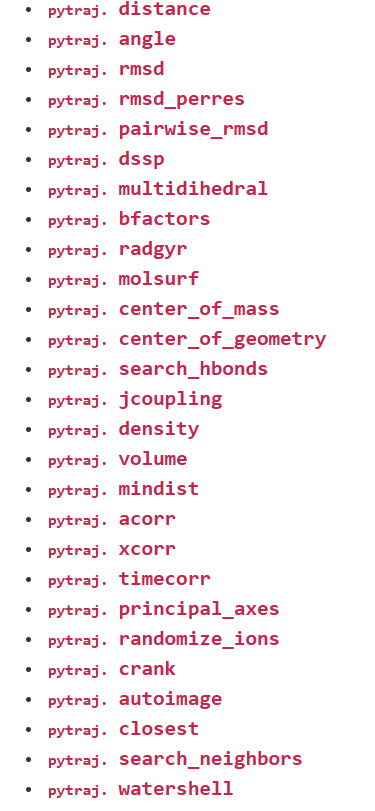 pytraj. distance
pytraj. angle
pytraj. rmsd
pytraj. rmsd_perres
pytraj. pairwise_rmsd
pytraj. dssp
pytraj. multidihedral
pytraj. bfactors
pytraj. radgyr
pytraj. molsurf
pytraj. center_of_mass
pytraj. center_of_geometry
pytraj. search_hbonds
pytraj. jcoupling
pytraj. density
pytraj. volume
pytraj. mindist
pytraj. acorr
pytraj. xcorr
pytraj. timecorr
pytraj. principal_axes
pytraj. randomize_ions
pytraj. crank
pytraj. autoimage
pytraj. closest
pytraj. search_neighbors
pytraj. watershell